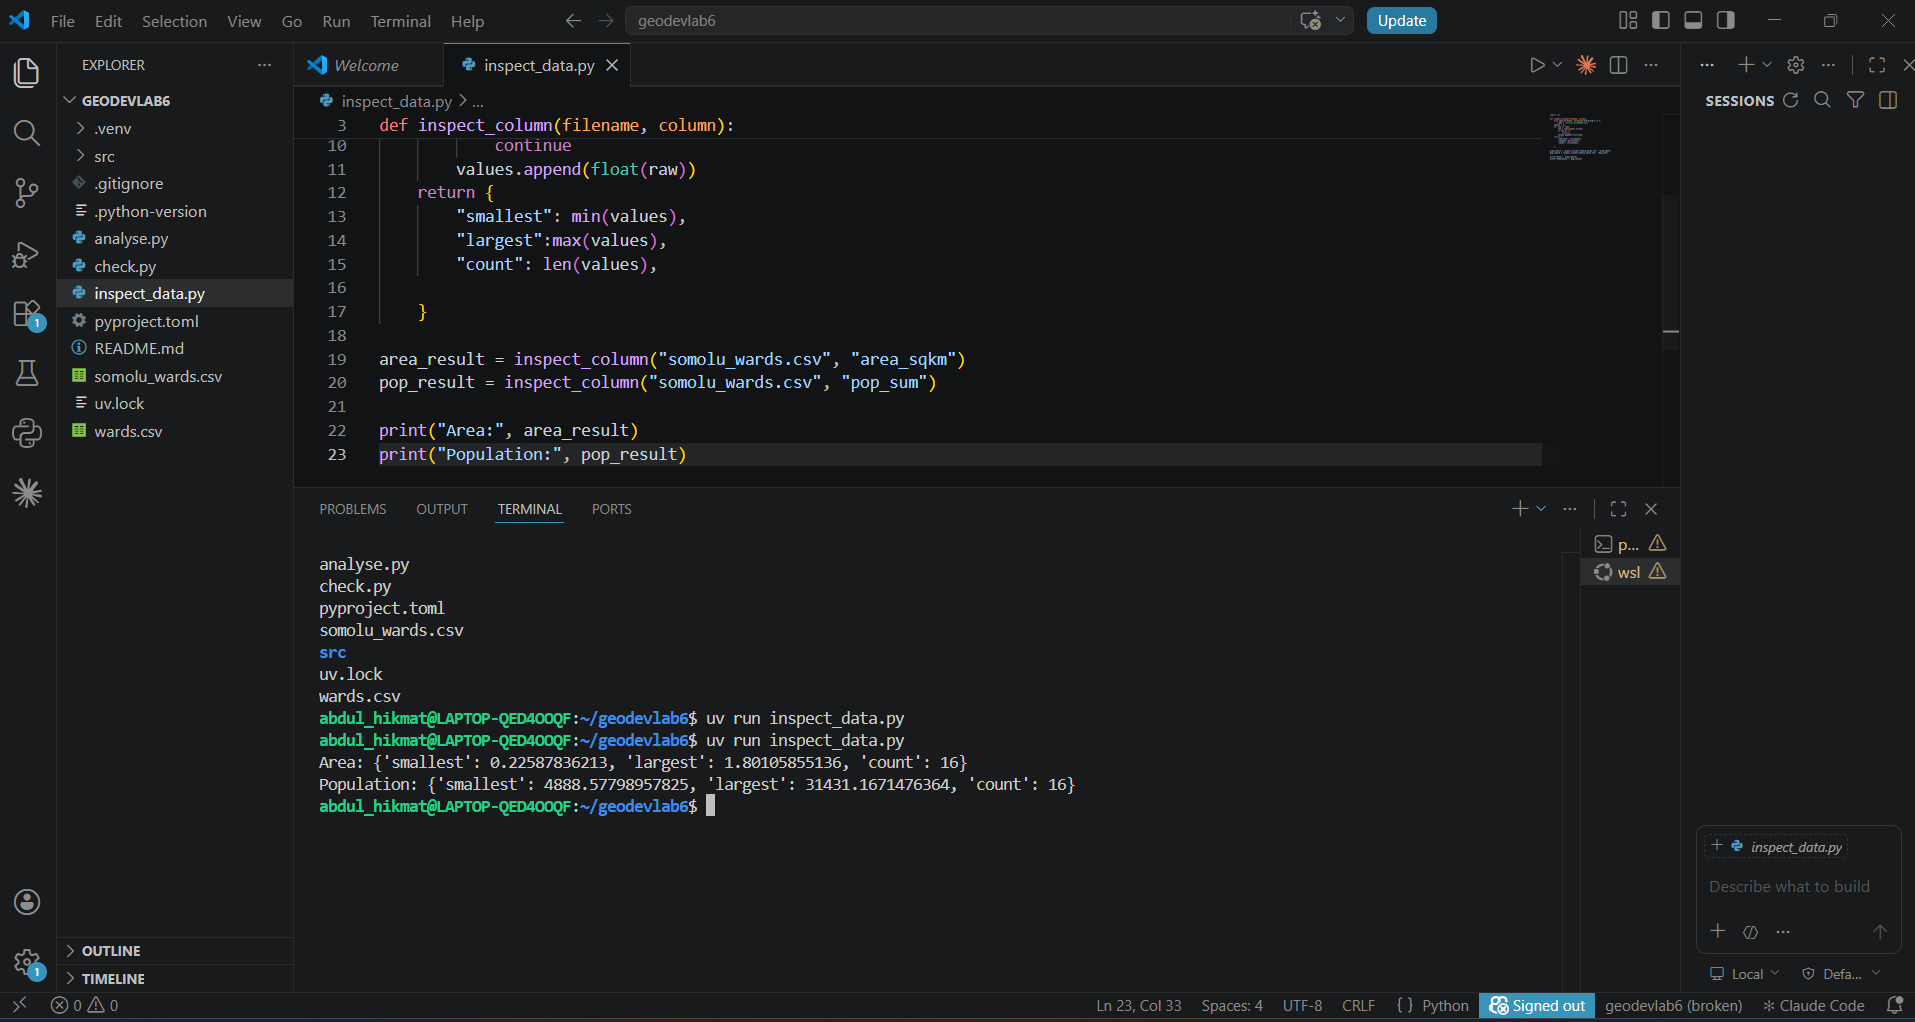 File Edit Selection View Go Run Terminal Help
geodevlab6
Update
EXPLORER
GEODEVLAB6
.venv
src
.gitignore
.python-version
analyse.py
check.py
inspect_data.py
pyproject.toml
README.md
somolu_wards.csv
uv.lock
wards.csv
OUTLINE
TIMELINE
1
1
Welcome
inspect_data.py
inspect_data.py > ...
3 def inspect_column(filename, column):
10 continue
11 values.append(float(raw))
12 return {
13 "smallest": min(values),
14 "largest":max(values),
15 "count": len(values),
16
17 }
18
19 area_result = inspect_column("somolu_wards.csv", "area_sqkm")
20 pop_result = inspect_column("somolu_wards.csv", "pop_sum")
21
22 print("Area:", area_result)
23 print("Population:", pop_result)
PROBLEMS OUTPUT TERMINAL PORTS
analyse.py
check.py
pyproject.toml
somolu_wards.csv
src
uv.lock
wards.csv
abdul_hikmat@LAPTOP-QED4OOQF:~/geodevlab6$ uv run inspect_data.py
abdul_hikmat@LAPTOP-QED4OOQF:~/geodevlab6$ uv run inspect_data.py
Area: {'smallest': 0.22587836213, 'largest': 1.80105855136, 'count': 16}
Population: {'smallest': 4888.57798957825, 'largest': 31431.1671476364, 'count': 16}
abdul_hikmat@LAPTOP-QED4OOQF:~/geodevlab6$
p...
wsl
SESSIONS
inspect_data.py
Describe what to build
Local
Defa...
0 0
Ln 23, Col 33 Spaces: 4 UTF-8 CRLF { } Python Signed out geodevlab6 (broken) Claude Code